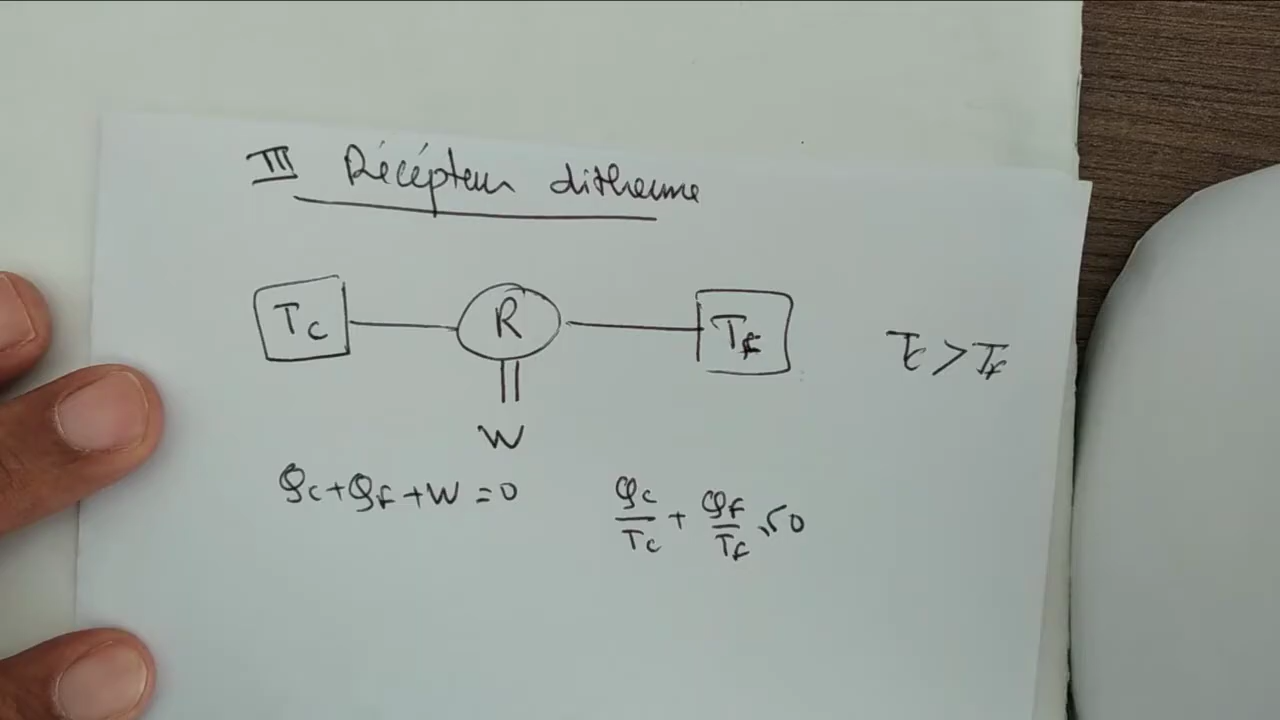 III Récépteur ditherme
Tc R Tf Tc > Tf
W
Qc + Qf + W = 0 Qc/Tc + Qf/Tf ≤ 0